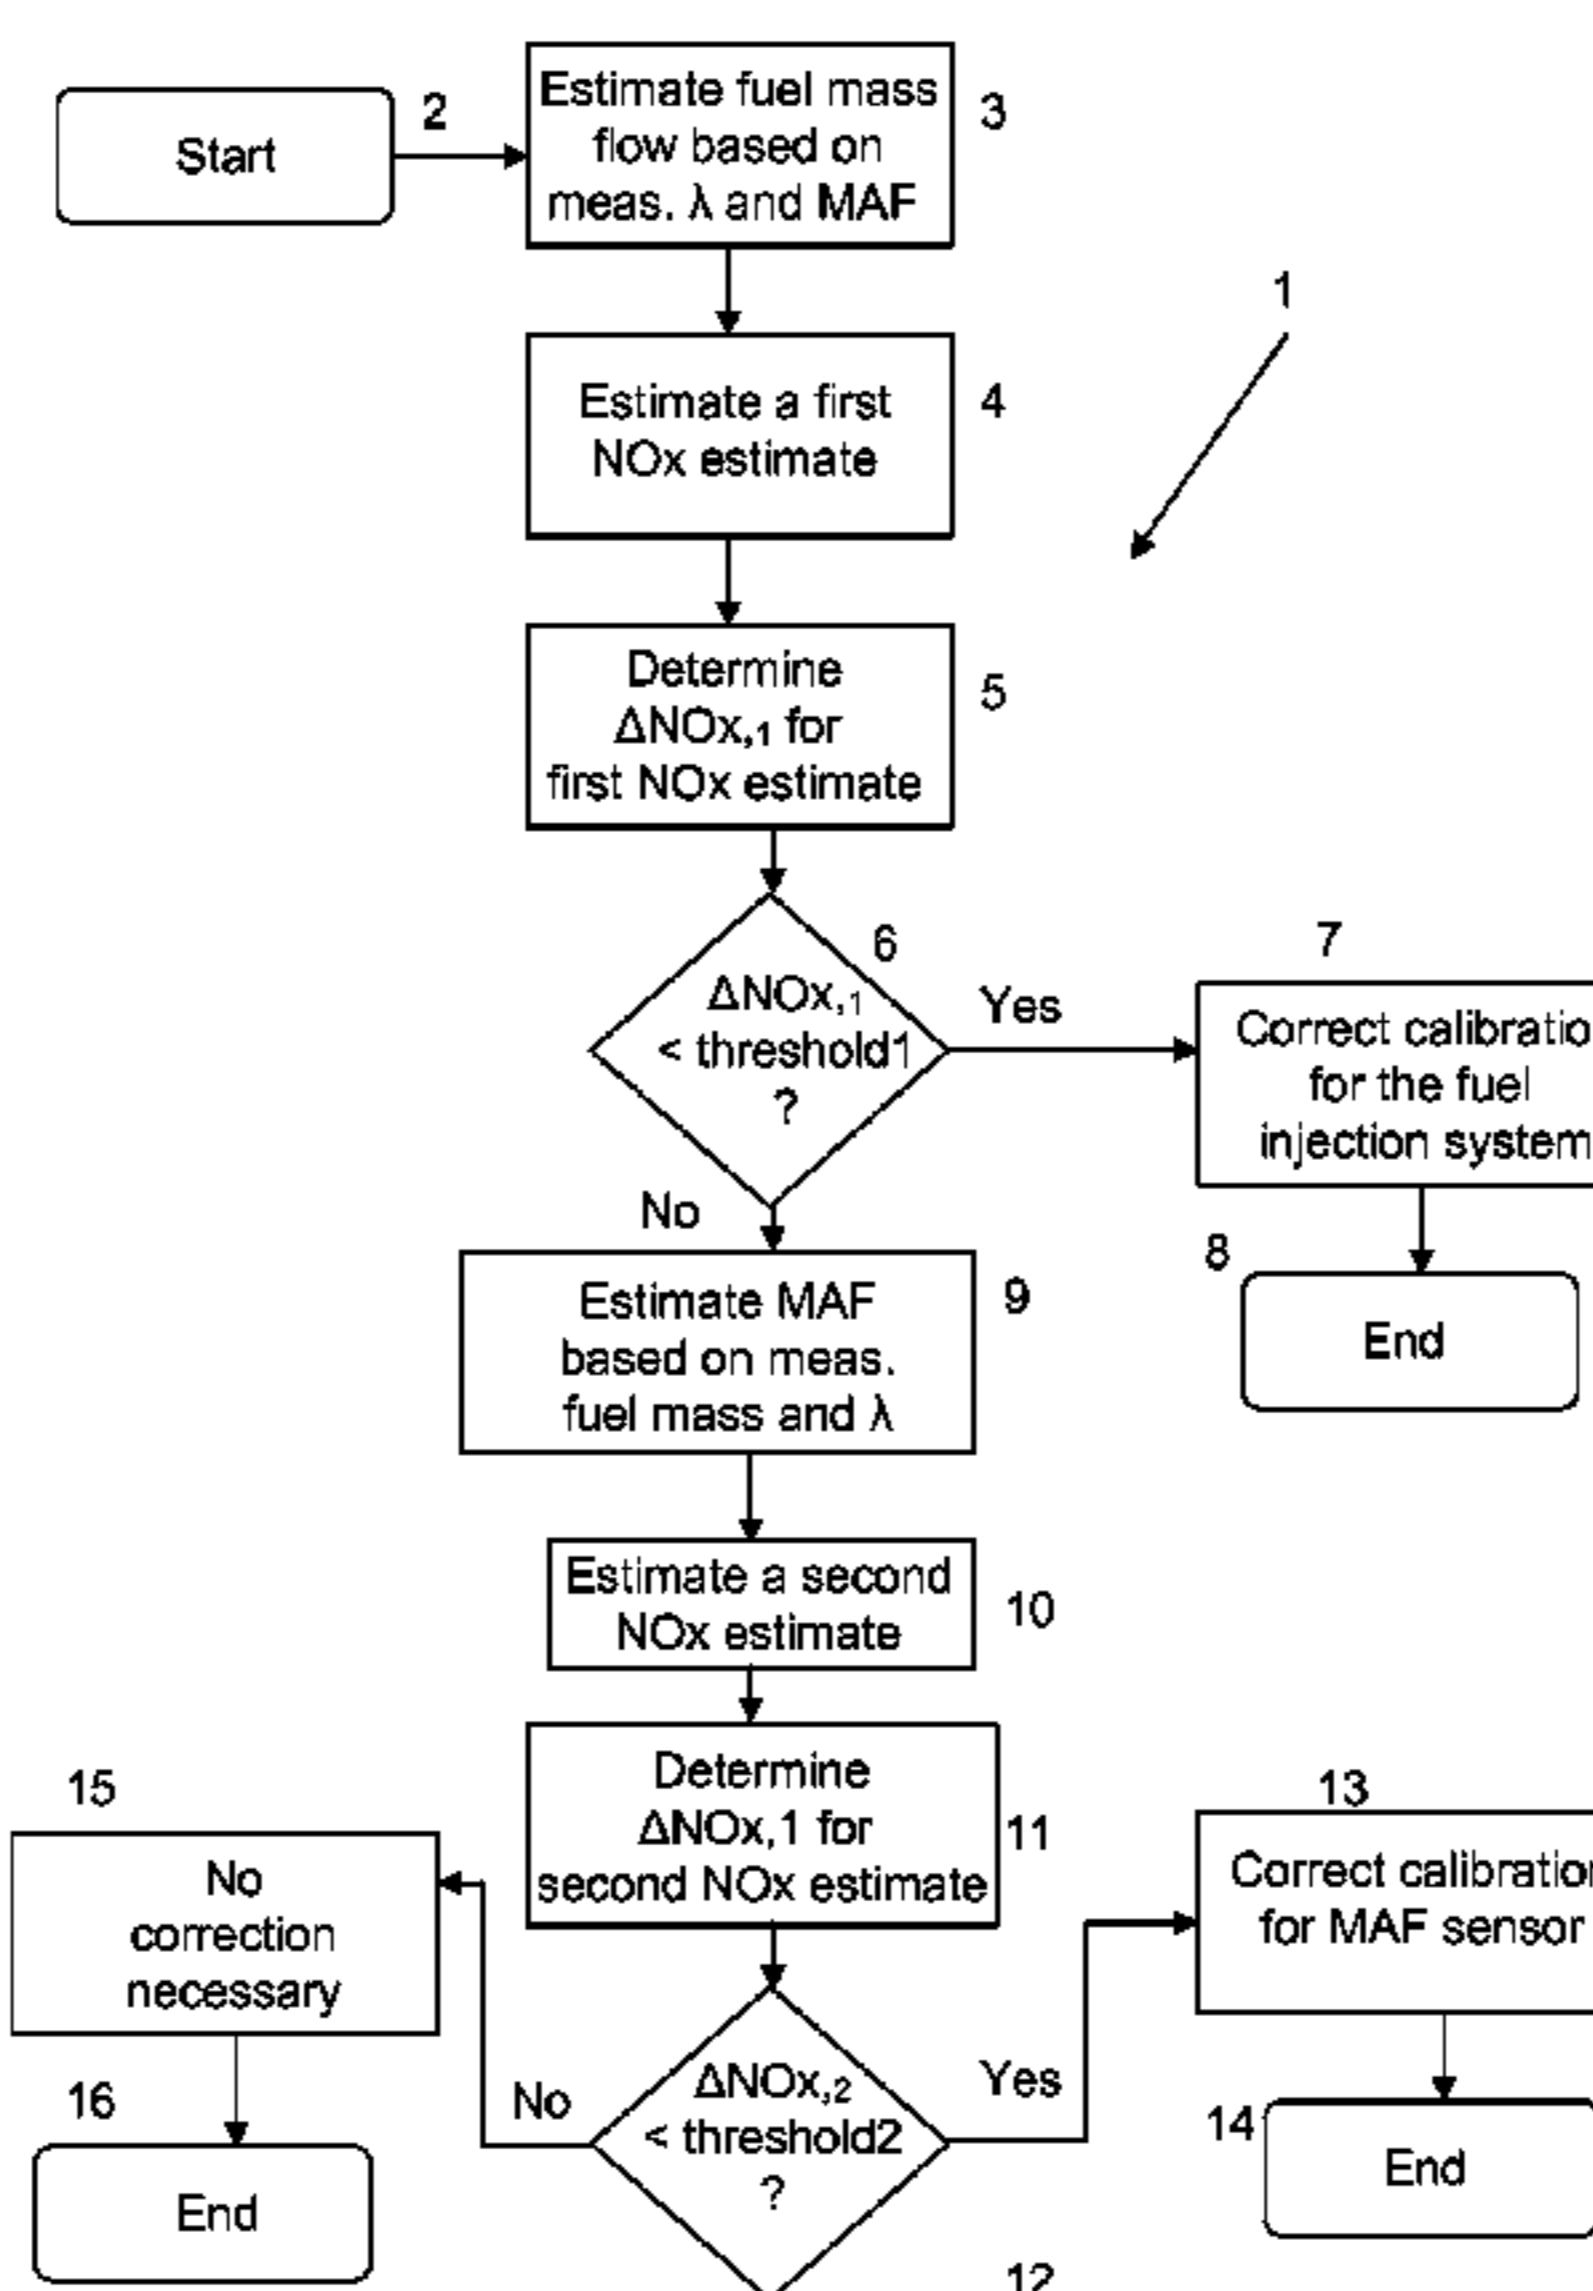 Start
2
Estimate fuel mass
flow based on
meas. λ and MAF
3
1
Estimate a first
NOx estimate
4
Determine
ΔNOx,₁ for
first NOx estimate
5
6
ΔNOx,₁
< threshold1
?
Yes
No
7
Correct calibratio
for the fuel
injection system
8
End
Estimate MAF
based on meas.
fuel mass and λ
9
Estimate a second
NOx estimate
10
Determine
ΔNOx,1 for
second NOx estimate
11
15
No
correction
necessary
16
End
No
ΔNOx,₂
< threshold2
?
Yes
12
13
Correct calibration
for MAF sensor
14
End